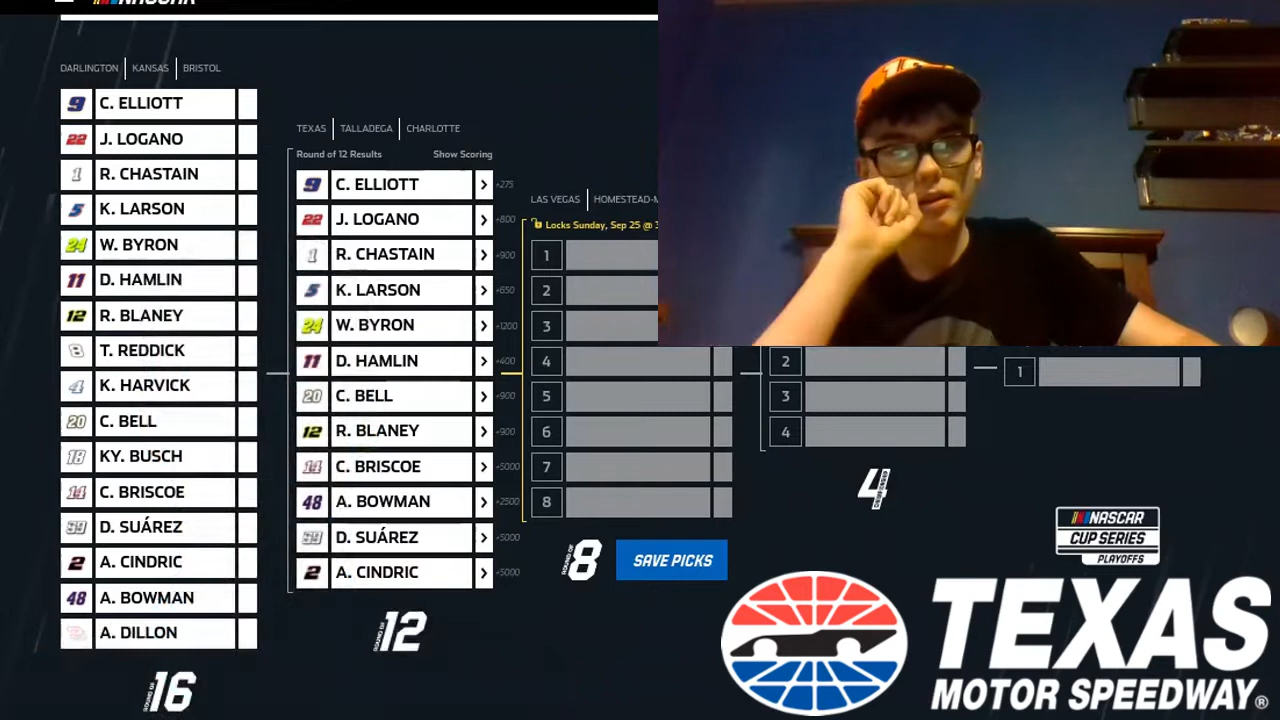 NASCAR
DARLINGTON | KANSAS | BRISTOL
9 C. ELLIOTT
22 J. LOGANO
1 R. CHASTAIN
5 K. LARSON
24 W. BYRON
11 D. HAMLIN
12 R. BLANEY
8 T. REDDICK
4 K. HARVICK
20 C. BELL
18 KY. BUSCH
14 C. BRISCOE
99 D. SUÁREZ
2 A. CINDRIC
48 A. BOWMAN
3 A. DILLON
ROUND OF 16
TEXAS | TALLADEGA | CHARLOTTE
Round of 12 Results Show Scoring
9 C. ELLIOTT > +275
22 J. LOGANO > +800
1 R. CHASTAIN > +900
5 K. LARSON > +650
24 W. BYRON > +1200
11 D. HAMLIN > +400
20 C. BELL > +900
12 R. BLANEY > +900
14 C. BRISCOE > +5000
48 A. BOWMAN > +2500
99 D. SUÁREZ > +5000
2 A. CINDRIC > +5000
ROUND OF 12
LAS VEGAS | HOMESTEAD-M
Locks Sunday, Sep 25 @ 3
1
2
3
4
5
6
7
8
ROUND OF 8
SAVE PICKS
2
3
4
4
1
NASCAR
CUP SERIES
PLAYOFFS
TEXAS
MOTOR SPEEDWAY®